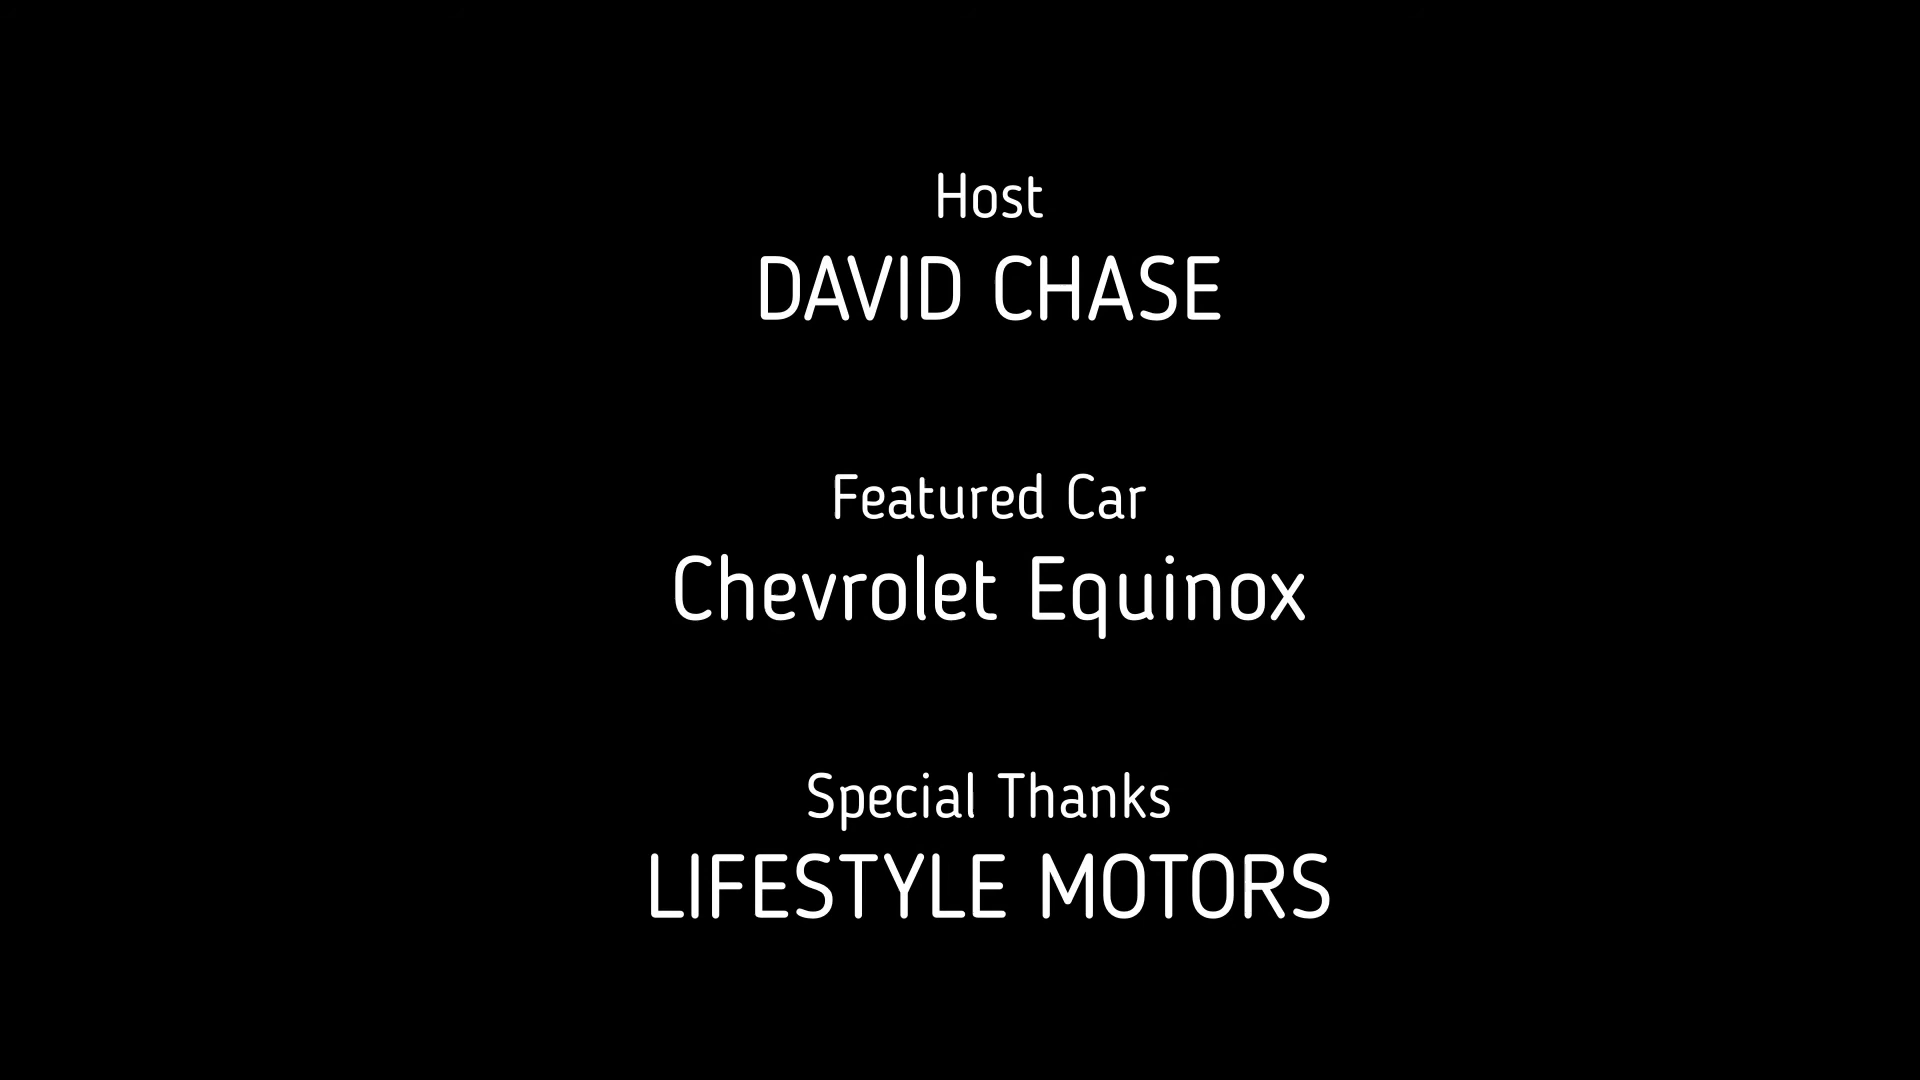 Host
DAVID CHASE
Featured Car
Chevrolet Equinox
Special Thanks
LIFESTYLE MOTORS